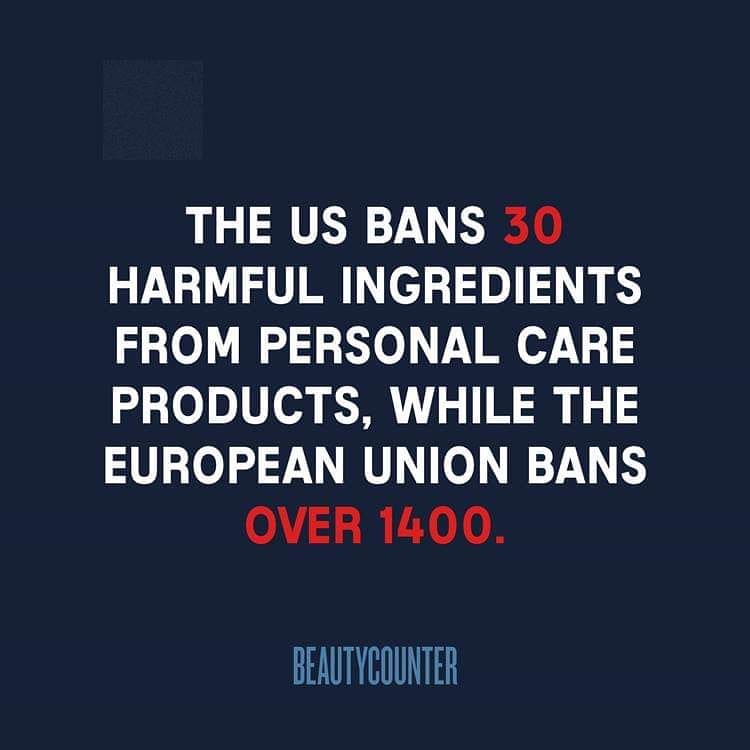 THE US BANS 30
HARMFUL INGREDIENTS
FROM PERSONAL CARE
PRODUCTS, WHILE THE
EUROPEAN UNION BANS
OVER 1400.
BEAUTYCOUNTER